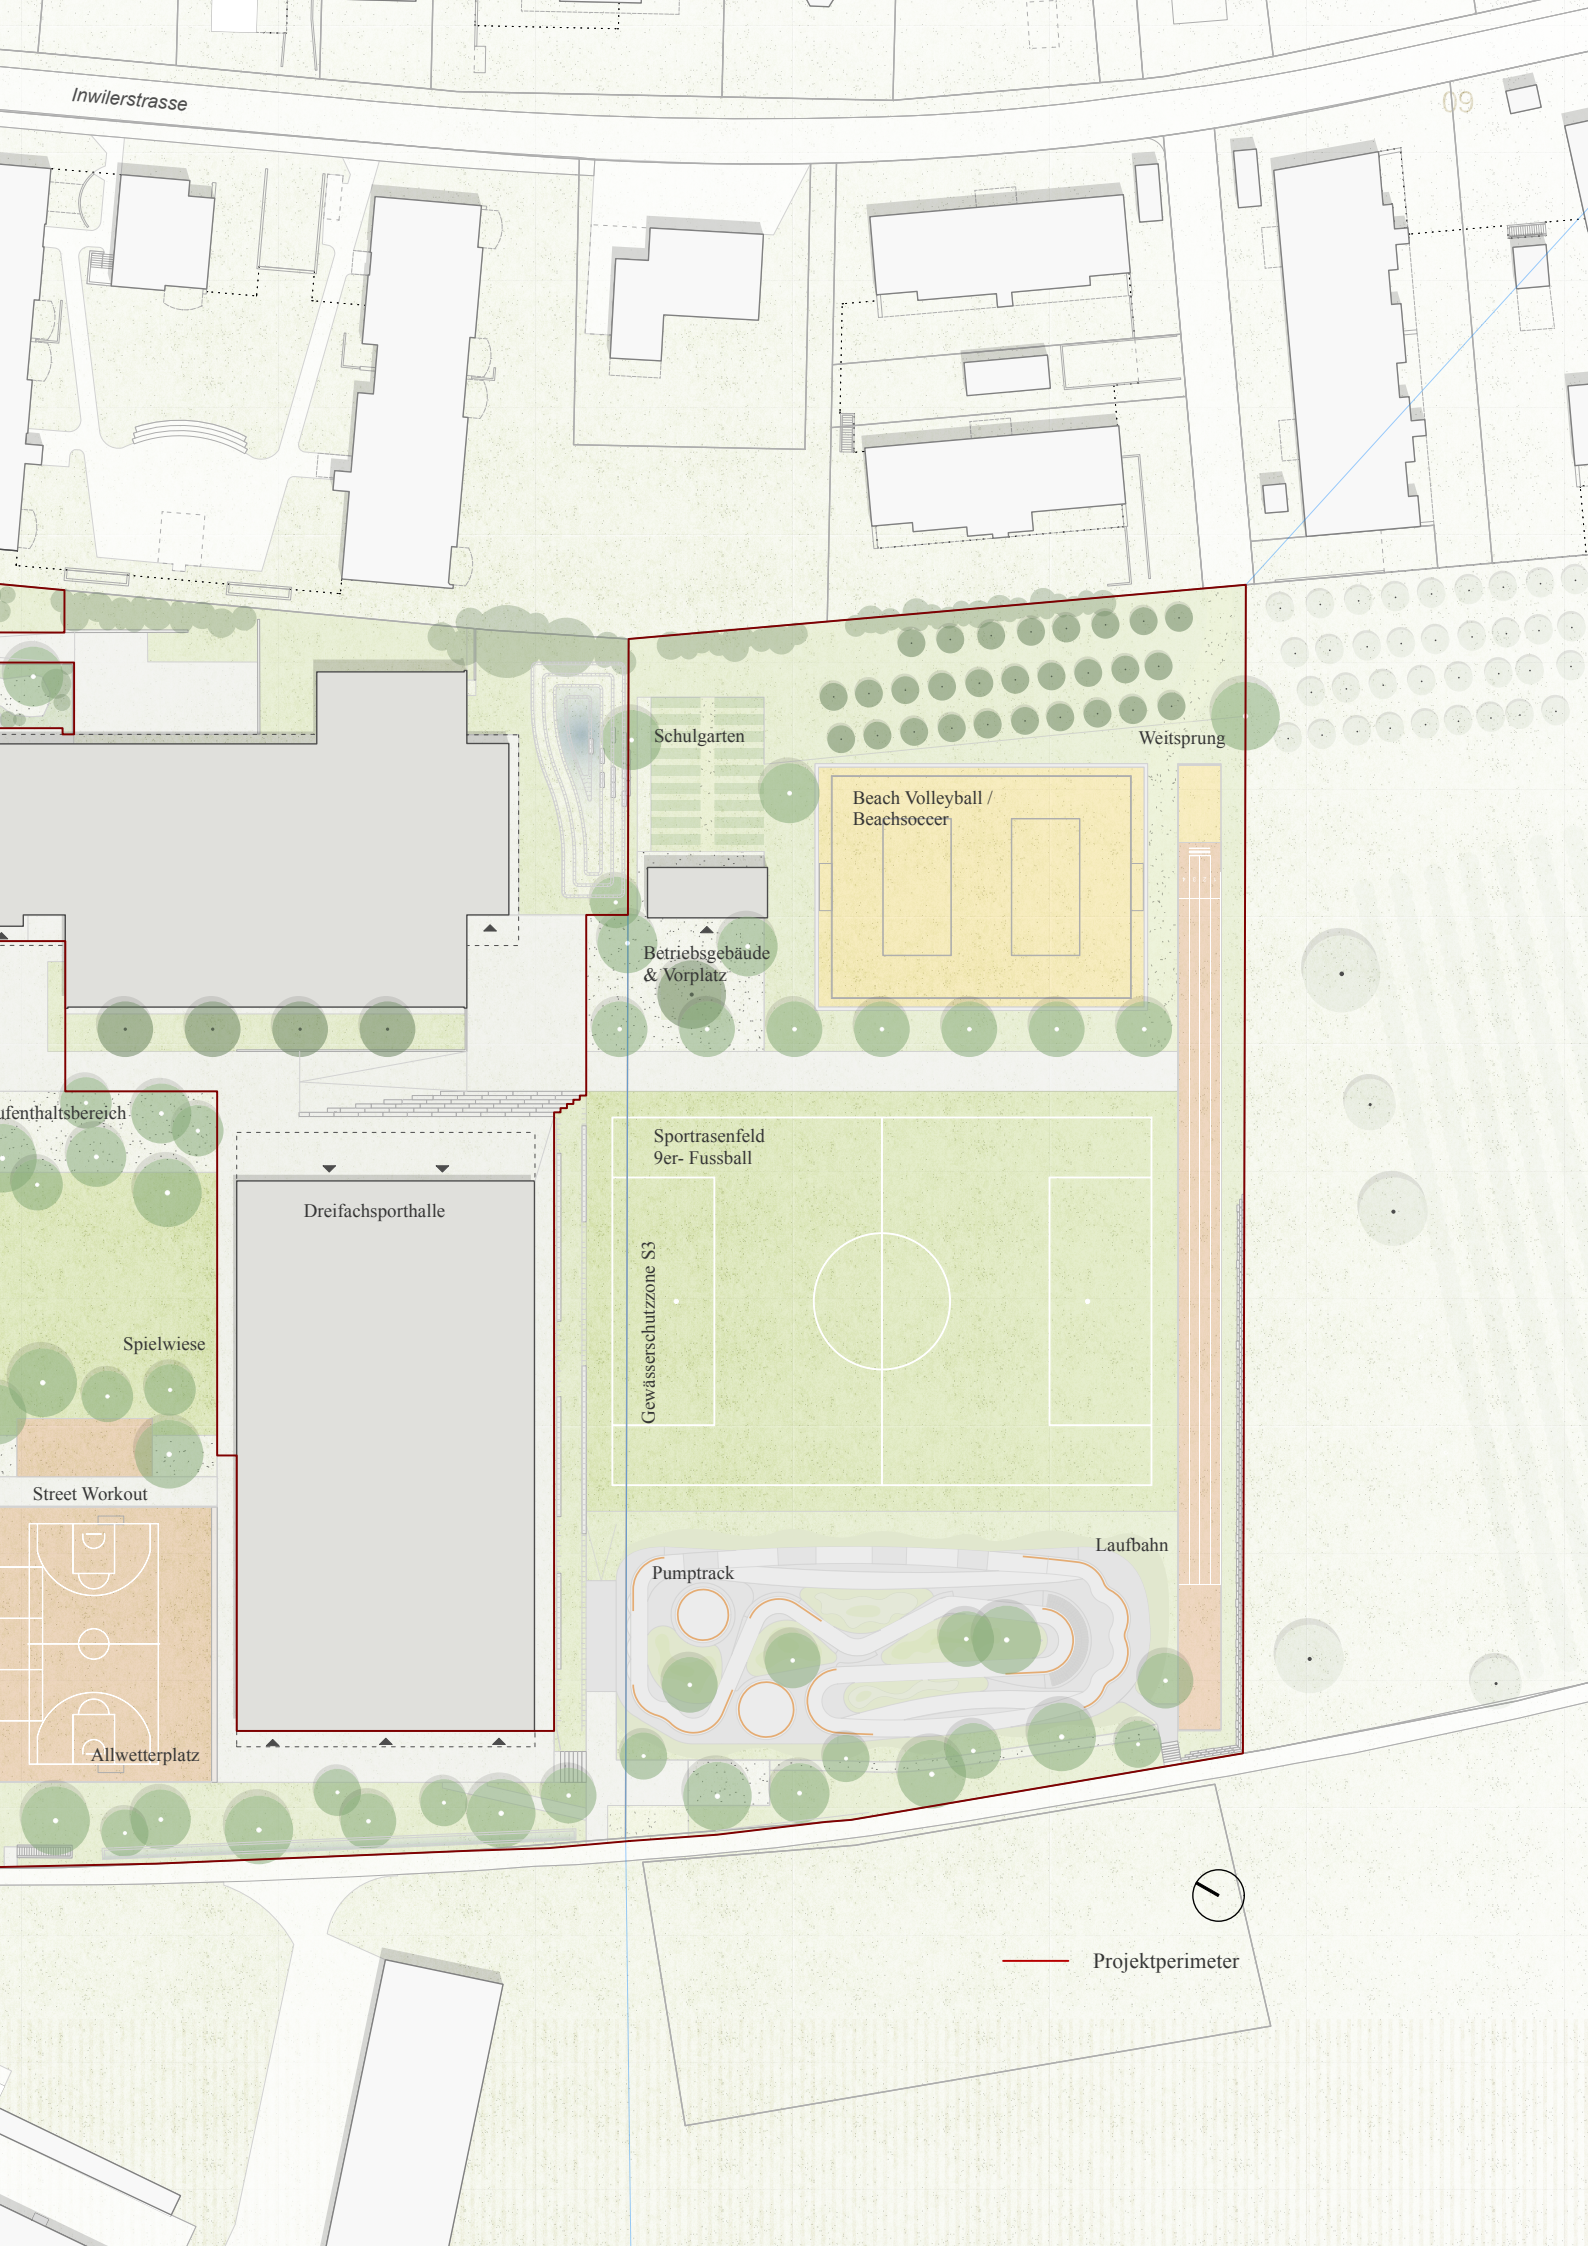 Inwilerstrasse
09
Schulgarten
Weitsprung
Beach Volleyball /
Beachsoccer
Betriebsgebäude
& Vorplatz
ufenthaltsbereich
Sportrasenfeld
9er- Fussball
Dreifachsporthalle
Gewässerschutzzone S3
Spielwiese
Street Workout
Laufbahn
Pumptrack
Allwetterplatz
Projektperimeter